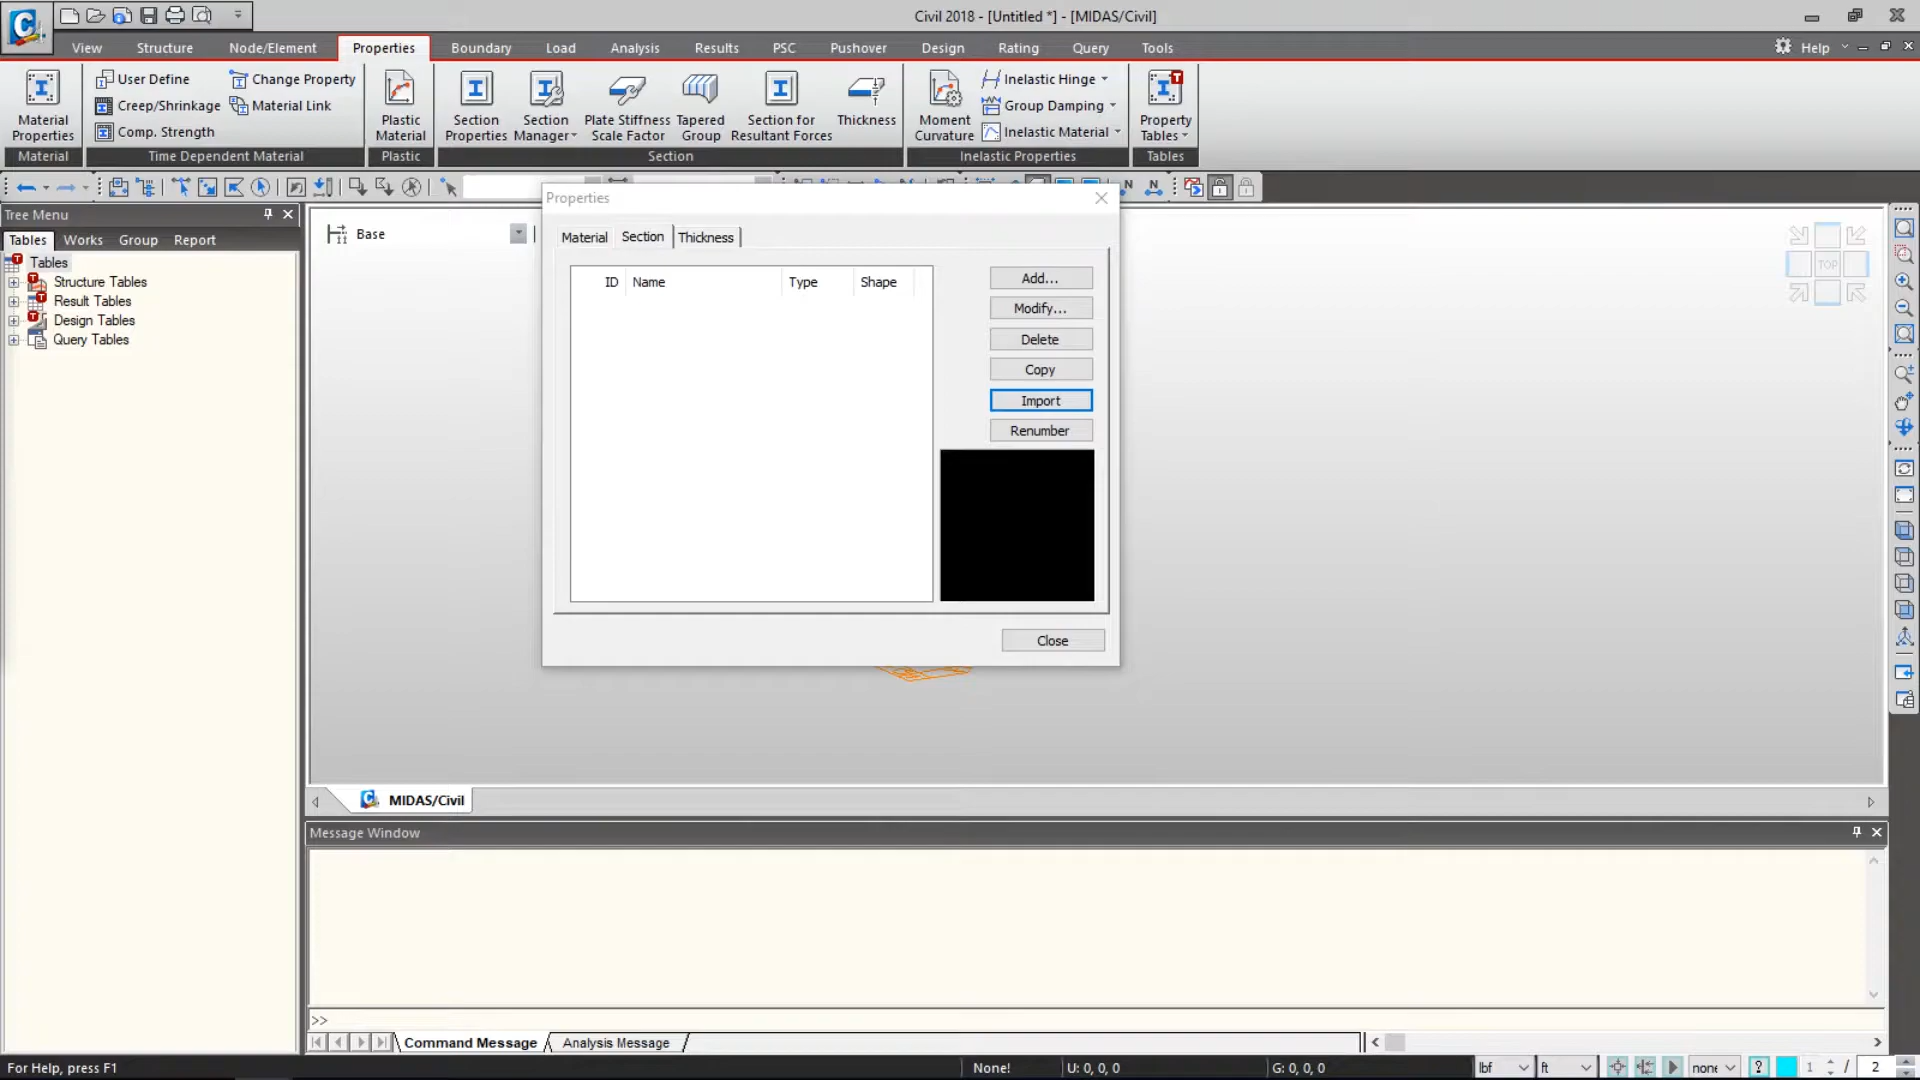 Civil 2018 - [Untitled *] - [MIDAS/Civil]
View Structure Node/Element Properties Boundary Load Analysis Results PSC Pushover Design Rating Query Tools Help
Material Properties
User Define
Creep/Shrinkage
Comp. Strength
Change Property
Material Link
Plastic Material
Section Properties
Section Manager
Plate Stiffness Scale Factor
Tapered Group
Section for Resultant Forces
Thickness
Moment Curvature
Inelastic Hinge
Group Damping
Inelastic Material
Property Tables
Material Time Dependent Material Plastic Section Inelastic Properties Tables
Tree Menu
Tables Works Group Report
Tables
Structure Tables
Result Tables
Design Tables
Query Tables
Base
Properties
Material Section Thickness
ID Name Type Shape
Add...
Modify...
Delete
Copy
Import
Renumber
Close
TOP
N N
MIDAS/Civil
Message Window
>>
Command Message Analysis Message
For Help, press F1 None! U: 0, 0, 0 G: 0, 0, 0 lbf ft none ? 1 / 2